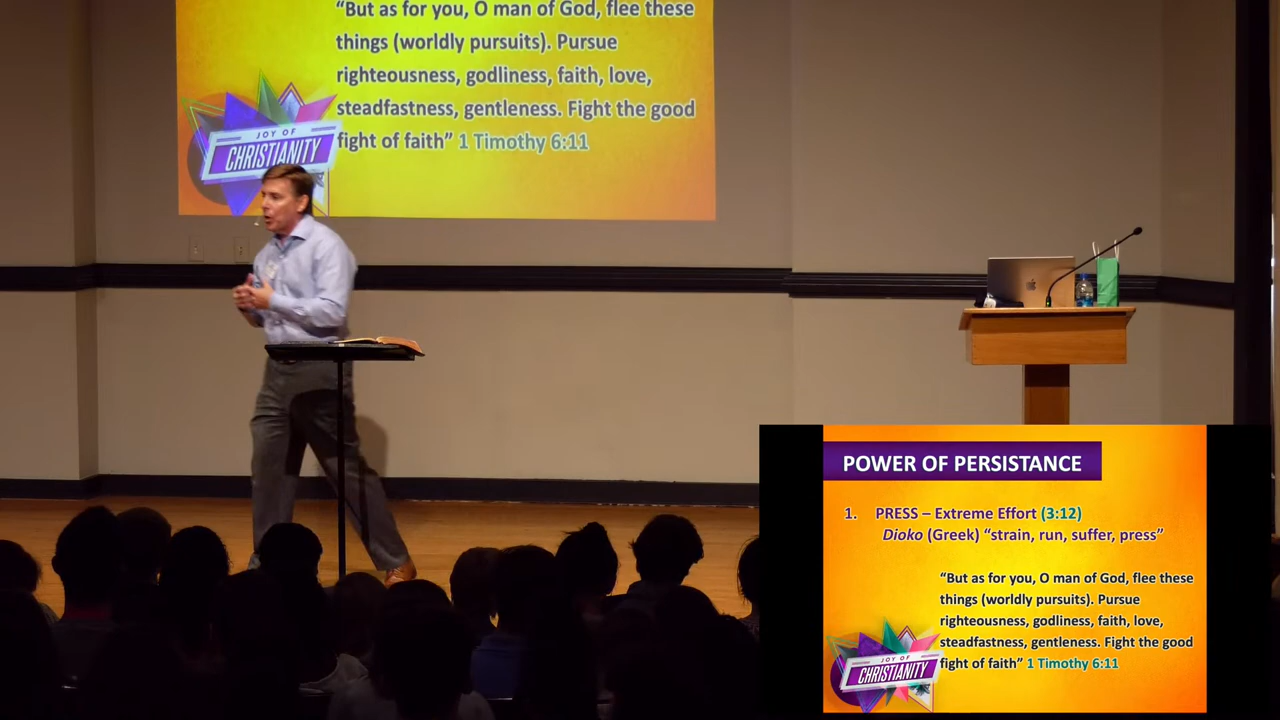 “But as for you, O man of God, flee these
things (worldly pursuits). Pursue
righteousness, godliness, faith, love,
steadfastness, gentleness. Fight the good
fight of faith” 1 Timothy 6:11
JOY OF
CHRISTIANITY
POWER OF PERSISTANCE
1. PRESS – Extreme Effort (3:12)
Dioko (Greek) “strain, run, suffer, press”
“But as for you, O man of God, flee these
things (worldly pursuits). Pursue
righteousness, godliness, faith, love,
steadfastness, gentleness. Fight the good
fight of faith” 1 Timothy 6:11
JOY OF
CHRISTIANITY